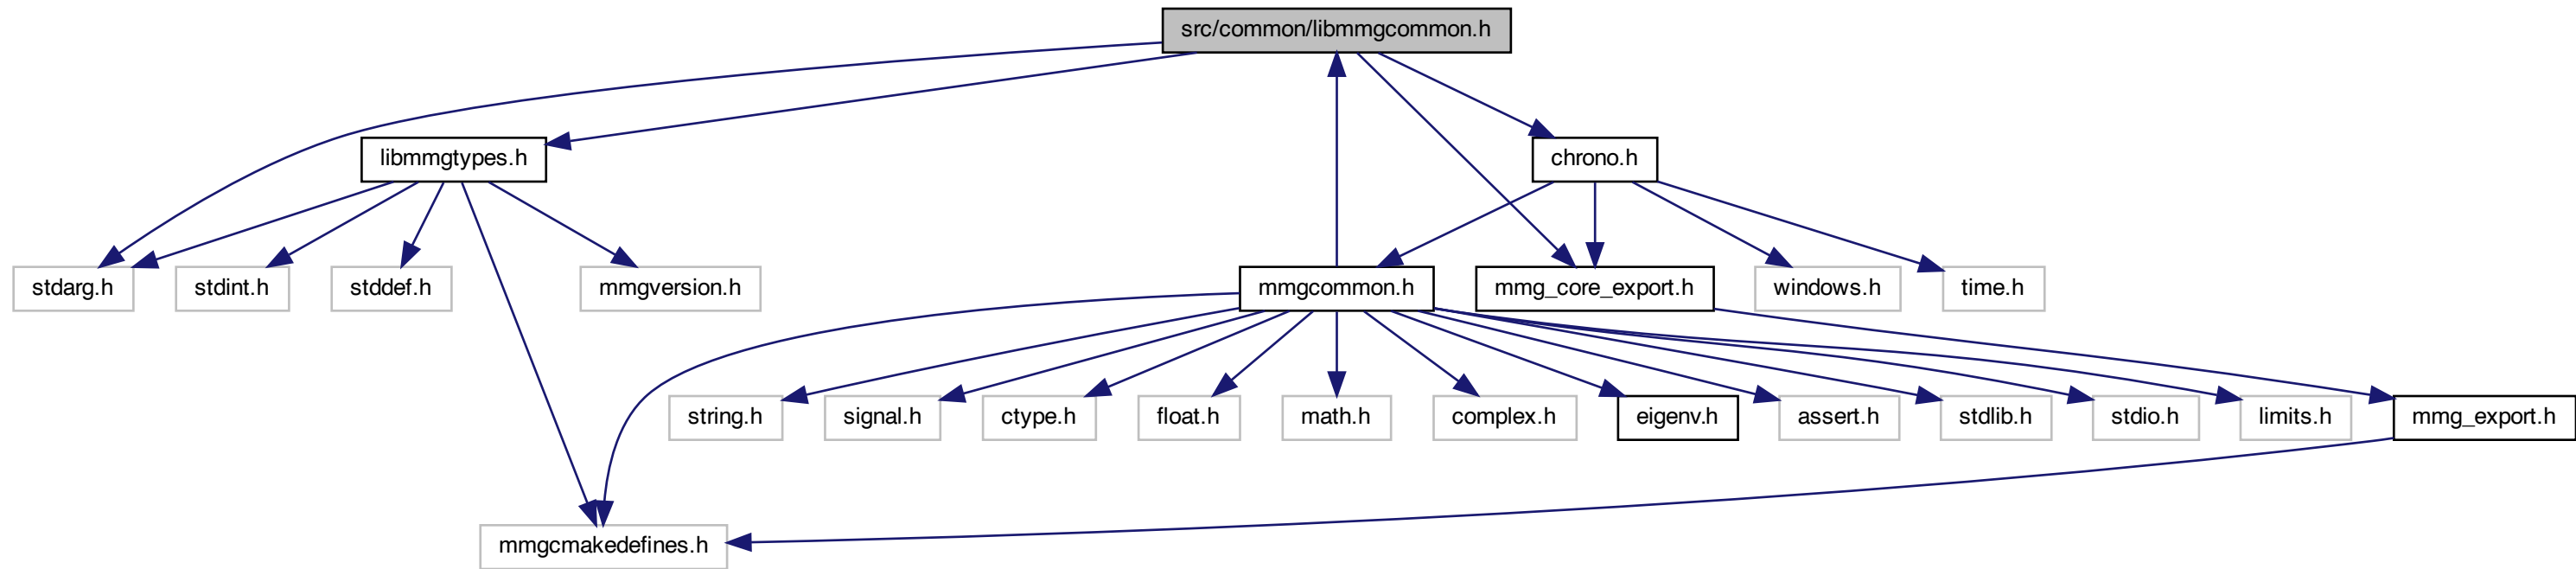 src/common/libmmgcommon.h
libmmgtypes.h
chrono.h
stdarg.h
stdint.h
stddef.h
mmgversion.h
mmgcommon.h
mmg_core_export.h
windows.h
time.h
string.h
signal.h
ctype.h
float.h
math.h
complex.h
eigenv.h
assert.h
stdlib.h
stdio.h
limits.h
mmg_export.h
mmgcmakedefines.h